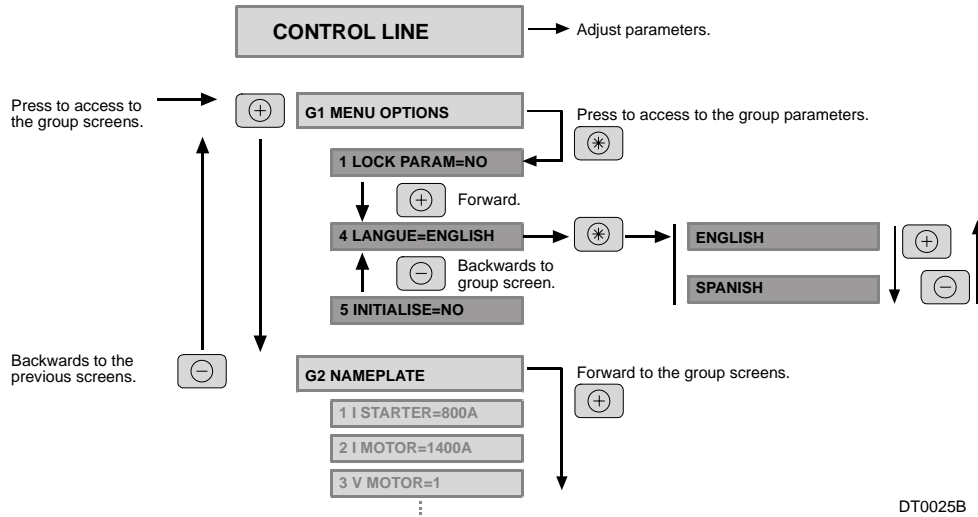 CONTROL LINE
Adjust parameters.
Press to access to
the group screens.
G1 MENU OPTIONS
Press to access to the group parameters.
1 LOCK PARAM=NO
Forward.
4 LANGUE=ENGLISH
ENGLISH
Backwards to
group screen.
SPANISH
5 INITIALISE=NO
Backwards to the
previous screens.
G2 NAMEPLATE
Forward to the group screens.
1 I STARTER=800A
2 I MOTOR=1400A
3 V MOTOR=1
DT0025B